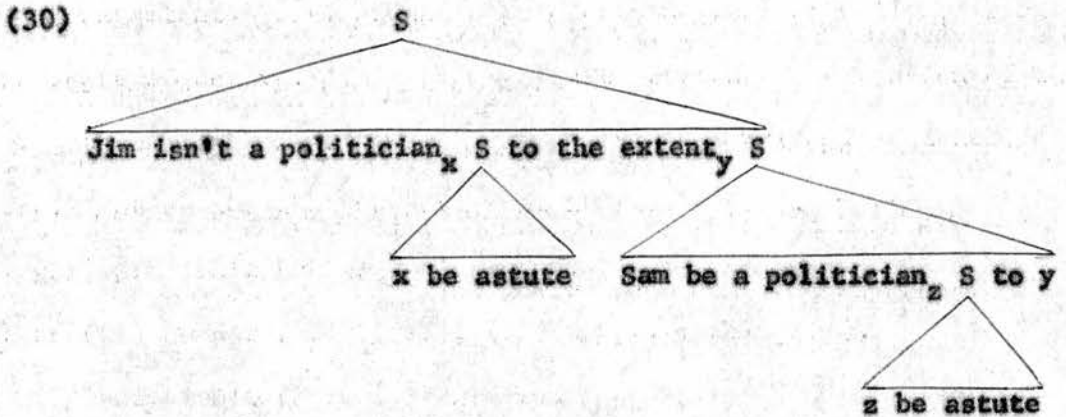 (30) S
Jim isn't a politician_x S to the extent_y S
x be astute Sam be a politician_z S to y
z be astute